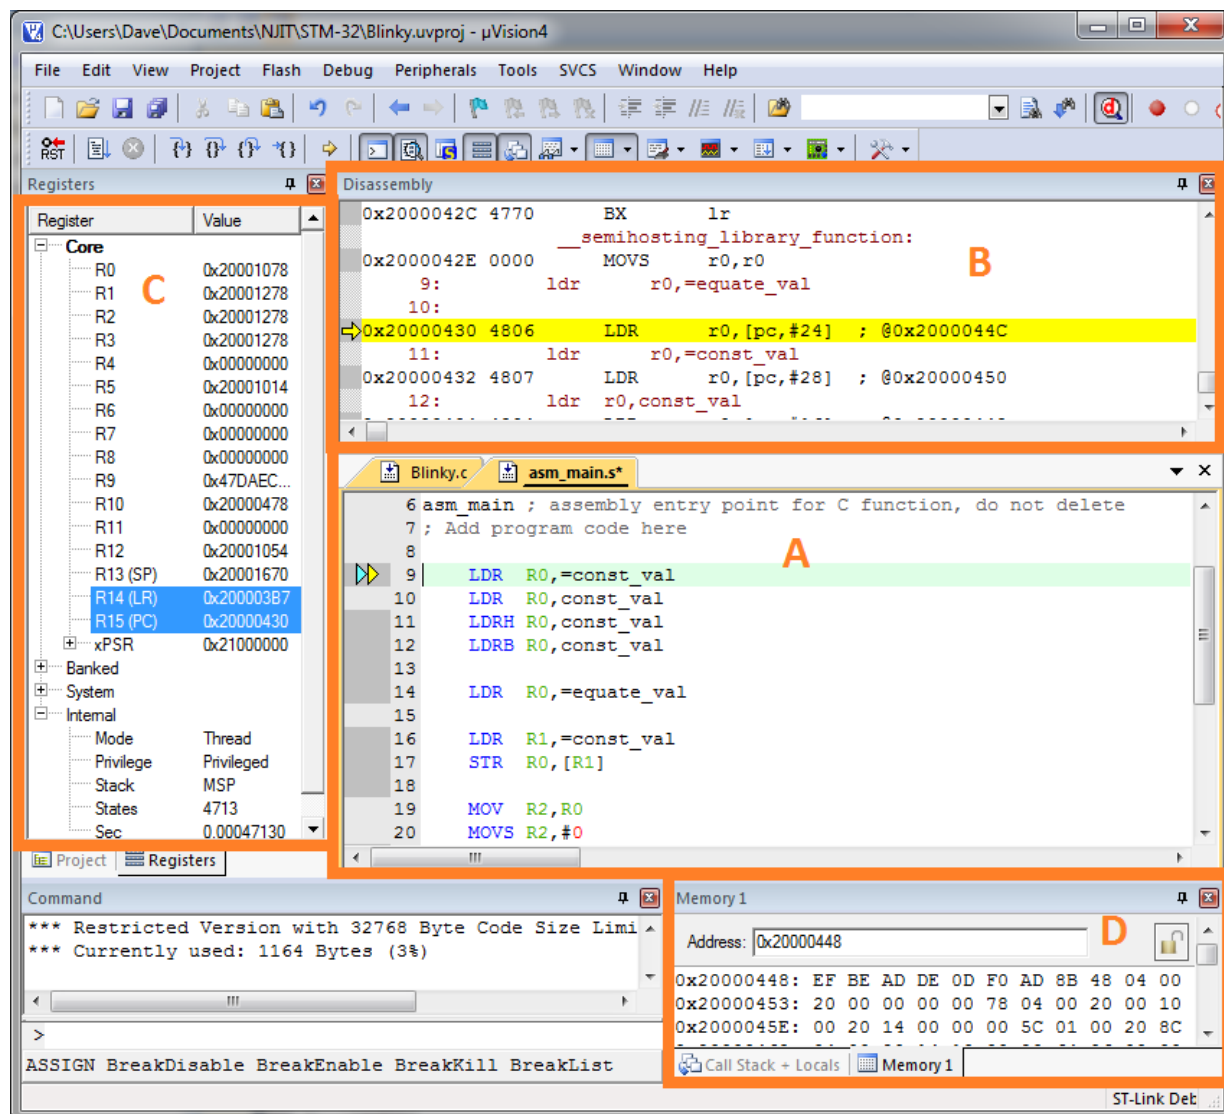 C:\Users\Dave\Documents\NJIT\STM-32\Blinky.uvproj - µVision4
File Edit View Project Flash Debug Peripherals Tools SVCS Window Help
RST
Registers
Register Value
Core
R0 0x20001078
R1 0x20001278
R2 0x20001278
R3 0x20001278
R4 0x00000000
R5 0x20001014
R6 0x00000000
R7 0x00000000
R8 0x00000000
R9 0x47DAEC...
R10 0x20000478
R11 0x00000000
R12 0x20001054
R13 (SP) 0x20001670
R14 (LR) 0x200003B7
R15 (PC) 0x20000430
xPSR 0x21000000
Banked
System
Internal
Mode Thread
Privilege Privileged
Stack MSP
States 4713
Sec 0.00047130
C
Project Registers
Disassembly
0x2000042C 4770 BX lr
__semihosting_library_function:
0x2000042E 0000 MOVS r0,r0
9: ldr r0,=equate_val
10:
0x20000430 4806 LDR r0,[pc,#24] ; @0x2000044C
11: ldr r0,=const_val
0x20000432 4807 LDR r0,[pc,#28] ; @0x20000450
12: ldr r0,const_val
B
Blinky.c asm_main.s*
6 asm_main ; assembly entry point for C function, do not delete
7 ; Add program code here
8
9 LDR R0,=const_val
10 LDR R0,const_val
11 LDRH R0,const_val
12 LDRB R0,const_val
13
14 LDR R0,=equate_val
15
16 LDR R1,=const_val
17 STR R0,[R1]
18
19 MOV R2,R0
20 MOVS R2,#0
A
Command
*** Restricted Version with 32768 Byte Code Size Limi
*** Currently used: 1164 Bytes (3%)
>
ASSIGN BreakDisable BreakEnable BreakKill BreakList
Memory 1
Address: 0x20000448
D
0x20000448: EF BE AD DE 0D F0 AD 8B 48 04 00
0x20000453: 20 00 00 00 00 78 04 00 20 00 10
0x2000045E: 00 20 14 00 00 00 5C 01 00 20 8C
Call Stack + Locals Memory 1
ST-Link Deb